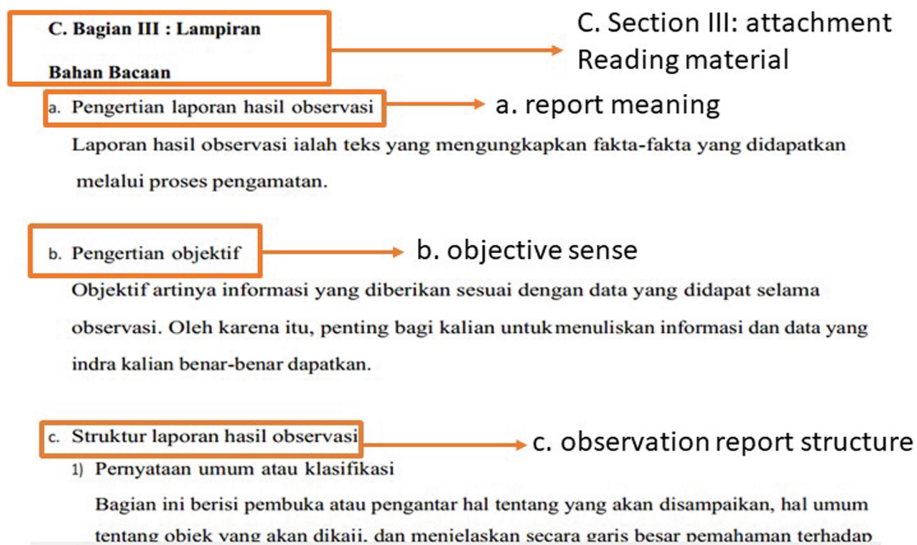 C. Bagian III : Lampiran
C. Section III: attachment
Bahan Bacaan
Reading material
a. Pengertian laporan hasil observasi
a. report meaning
Laporan hasil observasi ialah teks yang mengungkapkan fakta-fakta yang didapatkan
melalui proses pengamatan.
b. Pengertian objektif
b. objective sense
Objektif artinya informasi yang diberikan sesuai dengan data yang didapat selama
observasi. Oleh karena itu, penting bagi kalian untuk menuliskan informasi dan data yang
indra kalian benar-benar dapatkan.
c. Struktur laporan hasil observasi
c. observation report structure
1) Pernyataan umum atau klasifikasi
Bagian ini berisi pembuka atau pengantar hal tentang yang akan disampaikan, hal umum
tentang objek yang akan dikaji, dan menjelaskan secara garis besar pemahaman terhadap